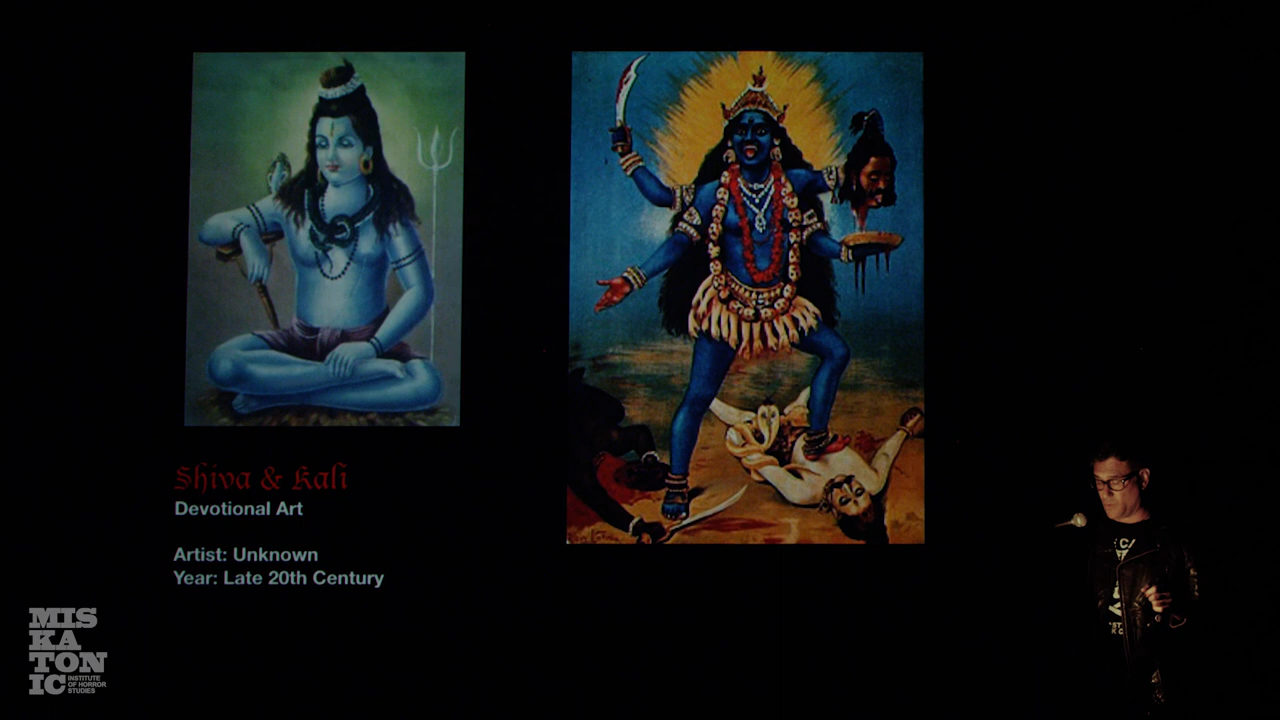 Shiva & Kali
Devotional Art
Artist: Unknown
Year: Late 20th Century
MIS
KA
TON
IC
INSTITUTE
OF HORROR
STUDIES